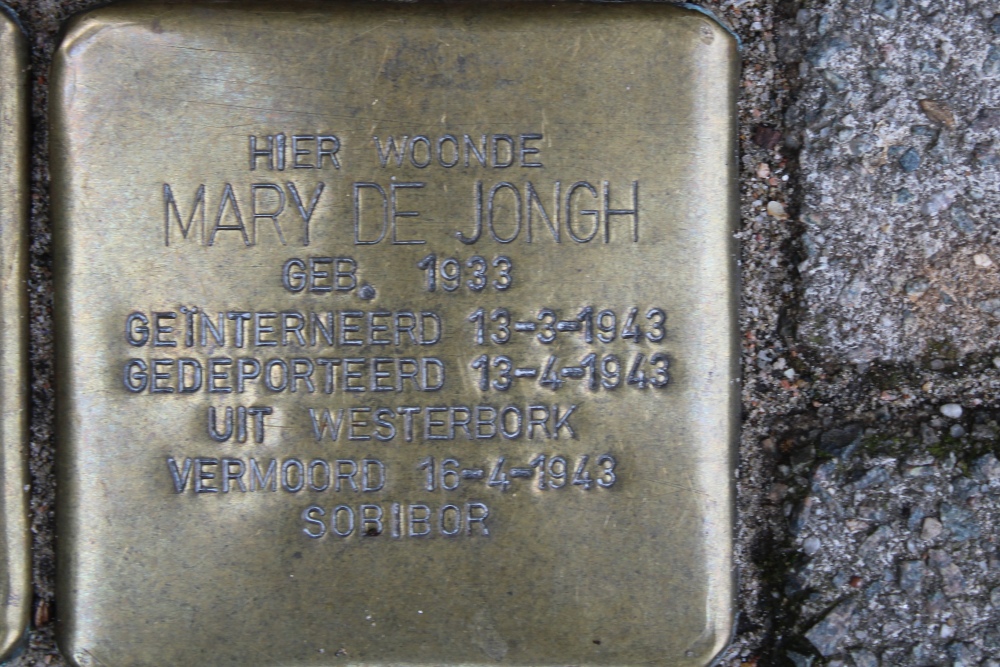 HIER WOONDE
MARY DE JONGH
GEB. 1933
GEÏNTERNEERD 13-3-1943
GEDEPORTEERD 13-4-1943
UIT WESTERBORK
VERMOORD 16-4-1943
SOBIBOR